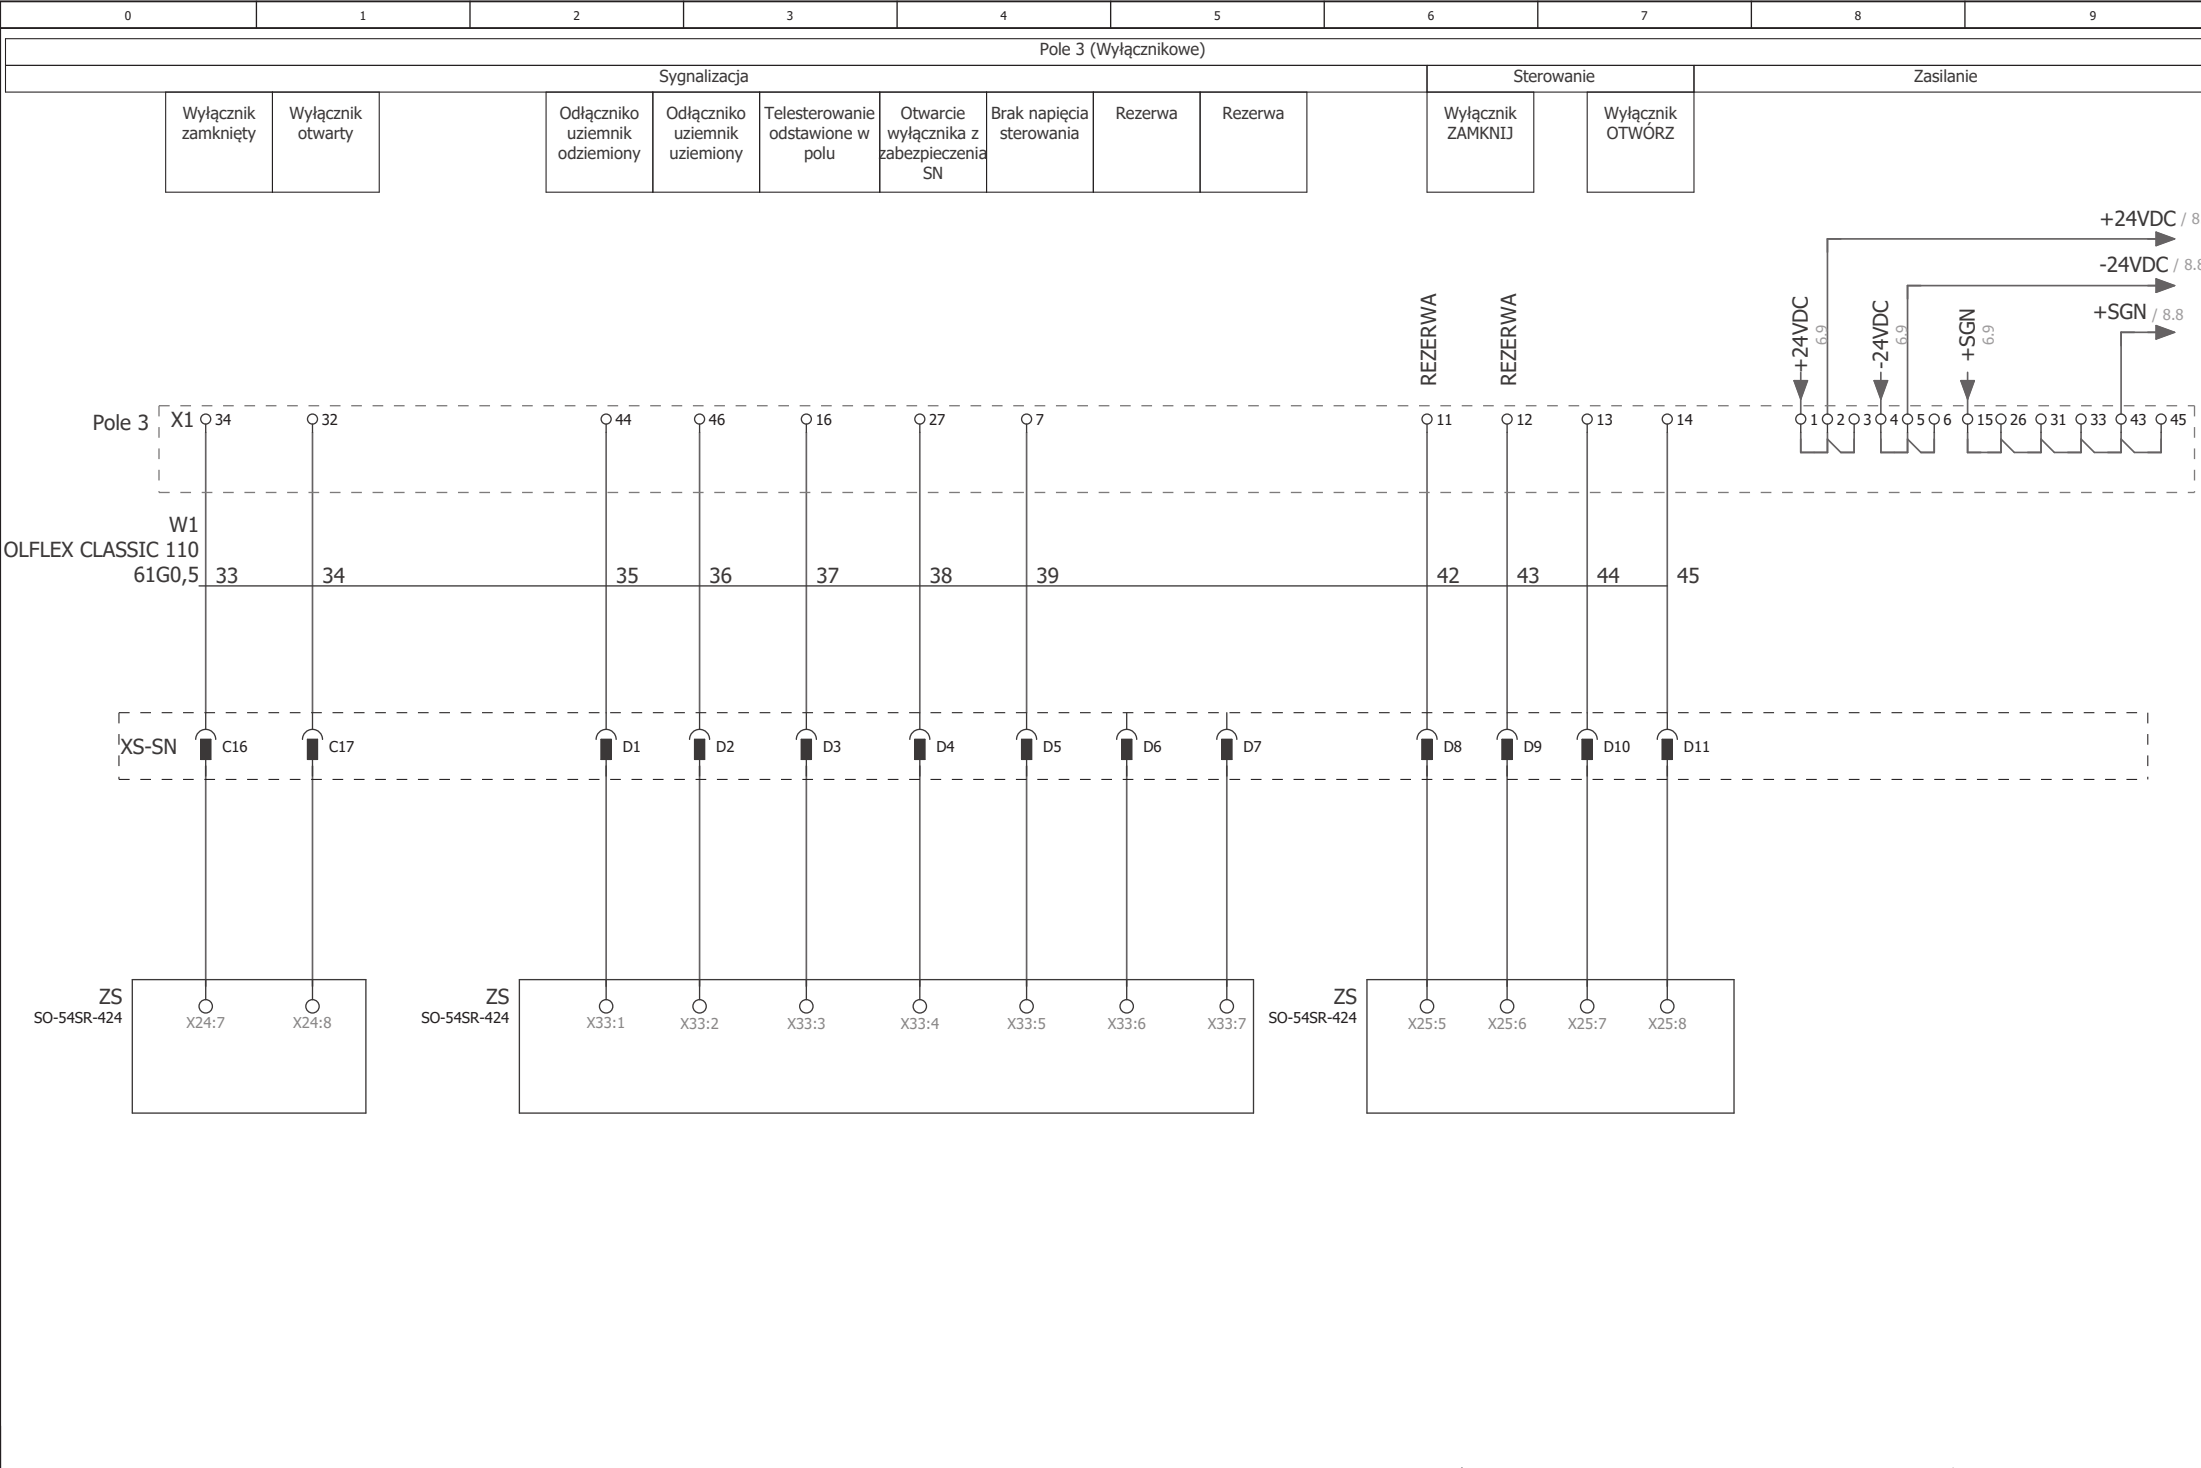 0 1 2 3 4 5 6 7 8 9
Pole 3 (Wyłącznikowe)
Sygnalizacja Sterowanie Zasilanie
Wyłącznik zamknięty
Wyłącznik otwarty
Odłączniko uziemnik odziemiony
Odłączniko uziemnik uziemiony
Telesterowanie odstawione w polu
Otwarcie wyłącznika z zabezpieczenia SN
Brak napięcia sterowania
Rezerwa
Rezerwa
Wyłącznik ZAMKNIJ
Wyłącznik OTWÓRZ
+24VDC / 8
-24VDC / 8.8
+SGN / 8.8
REZERWA
REZERWA
+24VDC 6.9
-24VDC 6.9
+SGN 6.9
Pole 3 X1 34 32 44 46 16 27 7 11 12 13 14 1 2 3 4 5 6 15 26 31 33 43 45
W1
OLFLEX CLASSIC 110
61G0,5 33 34 35 36 37 38 39 42 43 44 45
XS-SN C16 C17 D1 D2 D3 D4 D5 D6 D7 D8 D9 D10 D11
ZS ZS ZS
SO-54SR-424 SO-54SR-424 SO-54SR-424
X24:7 X24:8 X33:1 X33:2 X33:3 X33:4 X33:5 X33:6 X33:7 X25:5 X25:6 X25:7 X25:8